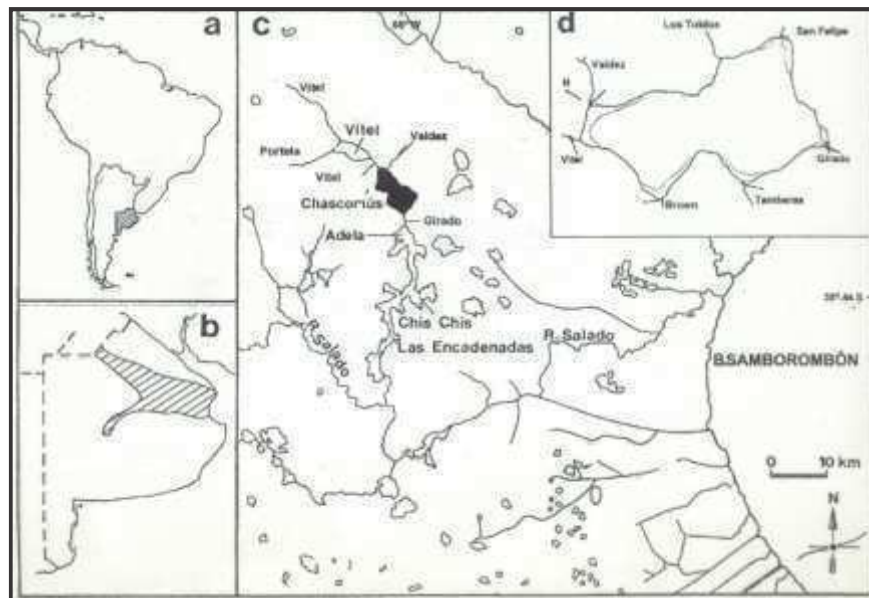 a
b
c
Vitel
Vitel
Valdez
Portela
Vitel
Chascomús
Girado
Adela
Chis Chis
Las Encadenadas
R.Salado
R.Salado
B.SAMBOROMBÓN
0 10 km
N
d
Los Toldos
San Felipe
Valdez
Vitel
Girado
Brown
Tamberas